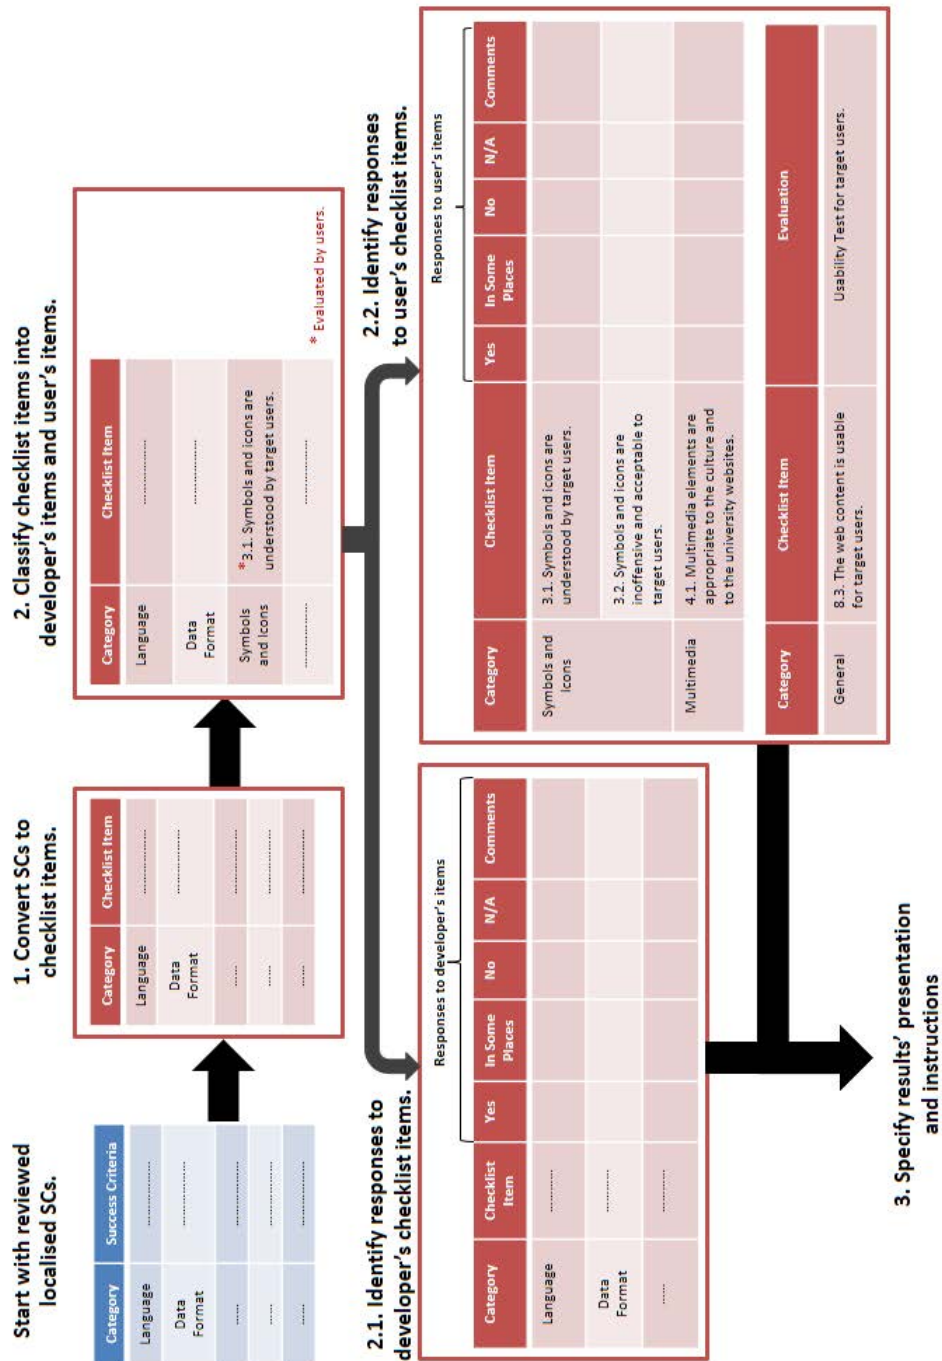 Start with reviewed
localised SCs.
Category Success Criteria
Language ..................
Data
Format ..................
...... ..................
...... ..................
...... ..................
1. Convert SCs to
checklist items.
Category Checklist Item
Language ..................
Data
Format ..................
...... ..................
...... ..................
...... ..................
2. Classify checklist items into
developer's items and user's items.
Category Checklist Item
Language ..................
Data
Format ..................
Symbols
and Icons
*3.1. Symbols and icons are
understood by target users.
.................. ..................
* Evaluated by users.
2.1. Identify responses to
developer's checklist items.
Responses to developer's items
Category Checklist
Item Yes In Some
Places No N/A Comments
Language ............
Data
Format ............
...... ............
2.2. Identify responses
to user's checklist items.
Responses to user's items
Category Checklist Item Yes In Some
Places No N/A Comments
Symbols and
Icons
3.1. Symbols and icons are
understood by target users.
3.2. Symbols and icons are
inoffensive and acceptable to
target users.
Multimedia
4.1. Multimedia elements are
appropriate to the culture and
to the university websites.
Category Checklist Item Evaluation
General
8.3. The web content is usable
for target users.
Usability Test for target users.
3. Specify results' presentation
and instructions